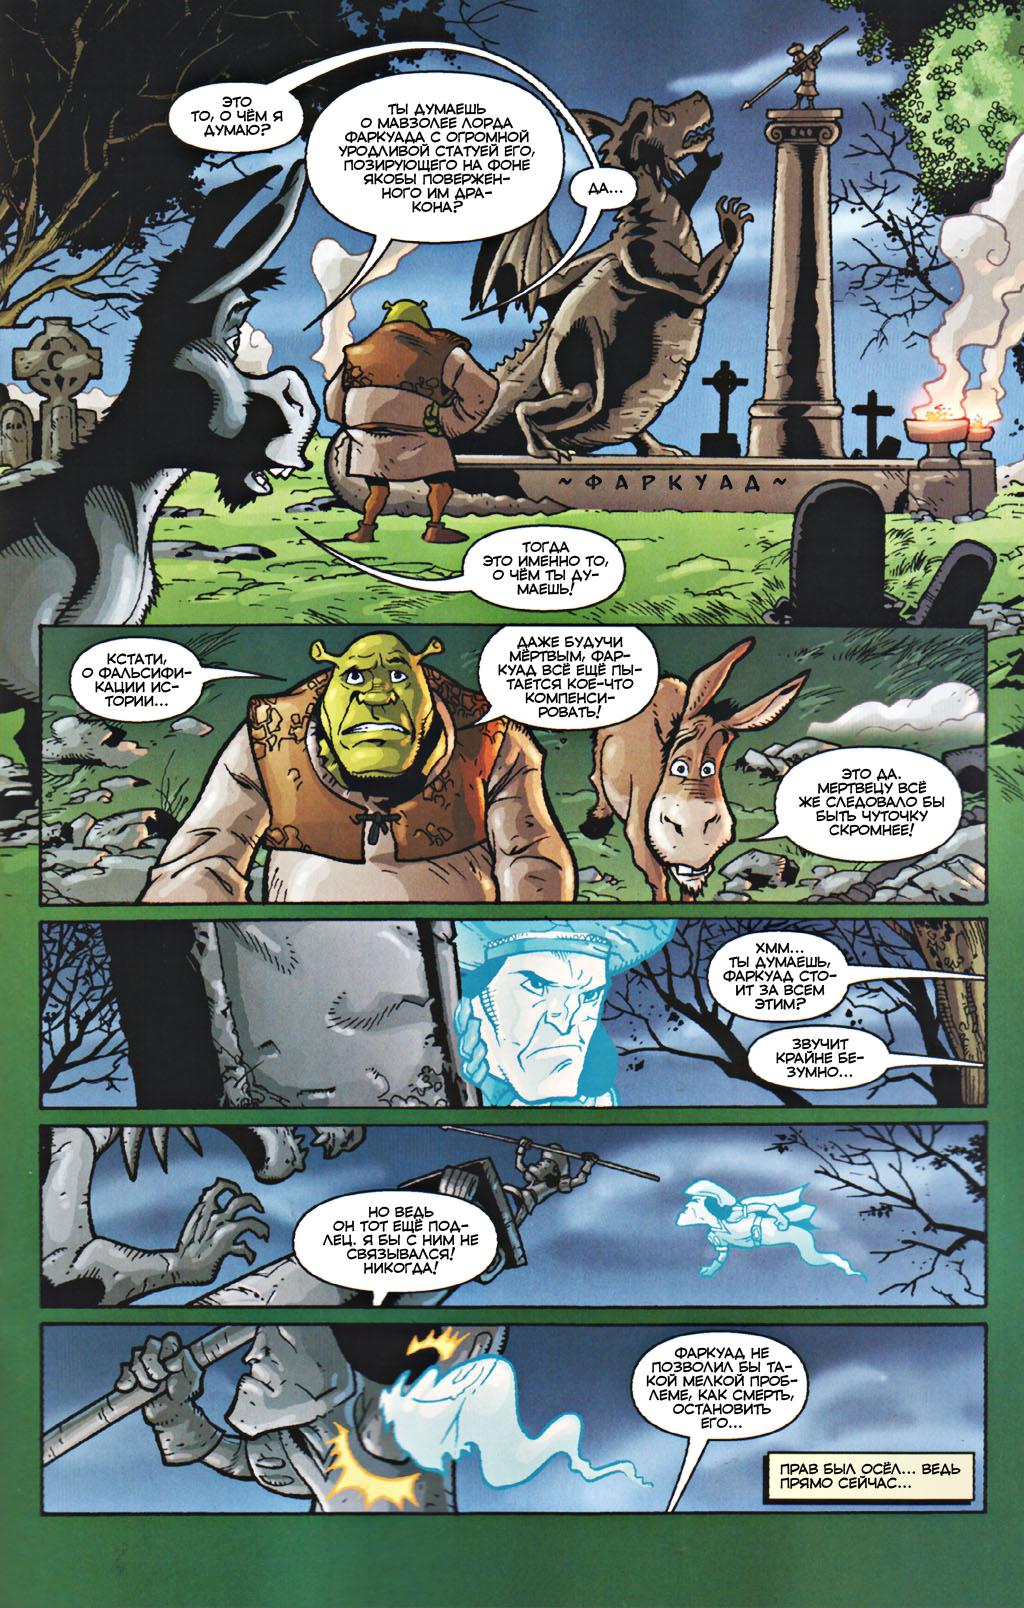 ЭТО
ТО, О ЧЁМ Я
ДУМАЮ?
ТЫ ДУМАЕШЬ
О МАВЗОЛЕЕ ЛОРДА
ФАРКУАДА С ОГРОМНОЙ
УРОДЛИВОЙ СТАТУЕЙ ЕГО,
ПОЗИРУЮЩЕГО НА ФОНЕ
ЯКОБЫ ПОВЕРЖЕН-
НОГО ИМ ДРА-
КОНА?
ДА...
~ФАРКУАД~
ТОГДА
ЭТО ИМЕННО ТО,
О ЧЁМ ТЫ ДУ-
МАЕШЬ!
КСТАТИ,
О ФАЛЬСИФИ-
КАЦИИ ИС-
ТОРИИ...
ДАЖЕ БУДУЧИ
МЁРТВЫМ, ФАР-
КУАД ВСЁ ЕЩЁ ПЫ-
ТАЕТСЯ КОЕ-ЧТО
КОМПЕНСИ-
РОВАТЬ!
ЭТО ДА.
МЕРТВЕЦУ ВСЁ
ЖЕ СЛЕДОВАЛО БЫ
БЫТЬ ЧУТОЧКУ
СКРОМНЕЕ!
ХММ...
ТЫ ДУМАЕШЬ,
ФАРКУАД СТО-
ИТ ЗА ВСЕМ
ЭТИМ?
ЗВУЧИТ
КРАЙНЕ БЕ-
ЗУМНО...
НО ВЕДЬ
ОН ТОТ ЕЩЁ ПОД-
ЛЕЦ. Я БЫ С НИМ НЕ
СВЯЗЫВАЛСЯ!
НИКОГДА!
ФАРКУАД НЕ
ПОЗВОЛИЛ БЫ ТА-
КОЙ МЕЛКОЙ ПРОБ-
ЛЕМЕ, КАК СМЕРТЬ,
ОСТАНОВИТЬ
ЕГО...
ПРАВ БЫЛ ОСЁЛ... ВЕДЬ
ПРЯМО СЕЙЧАС...